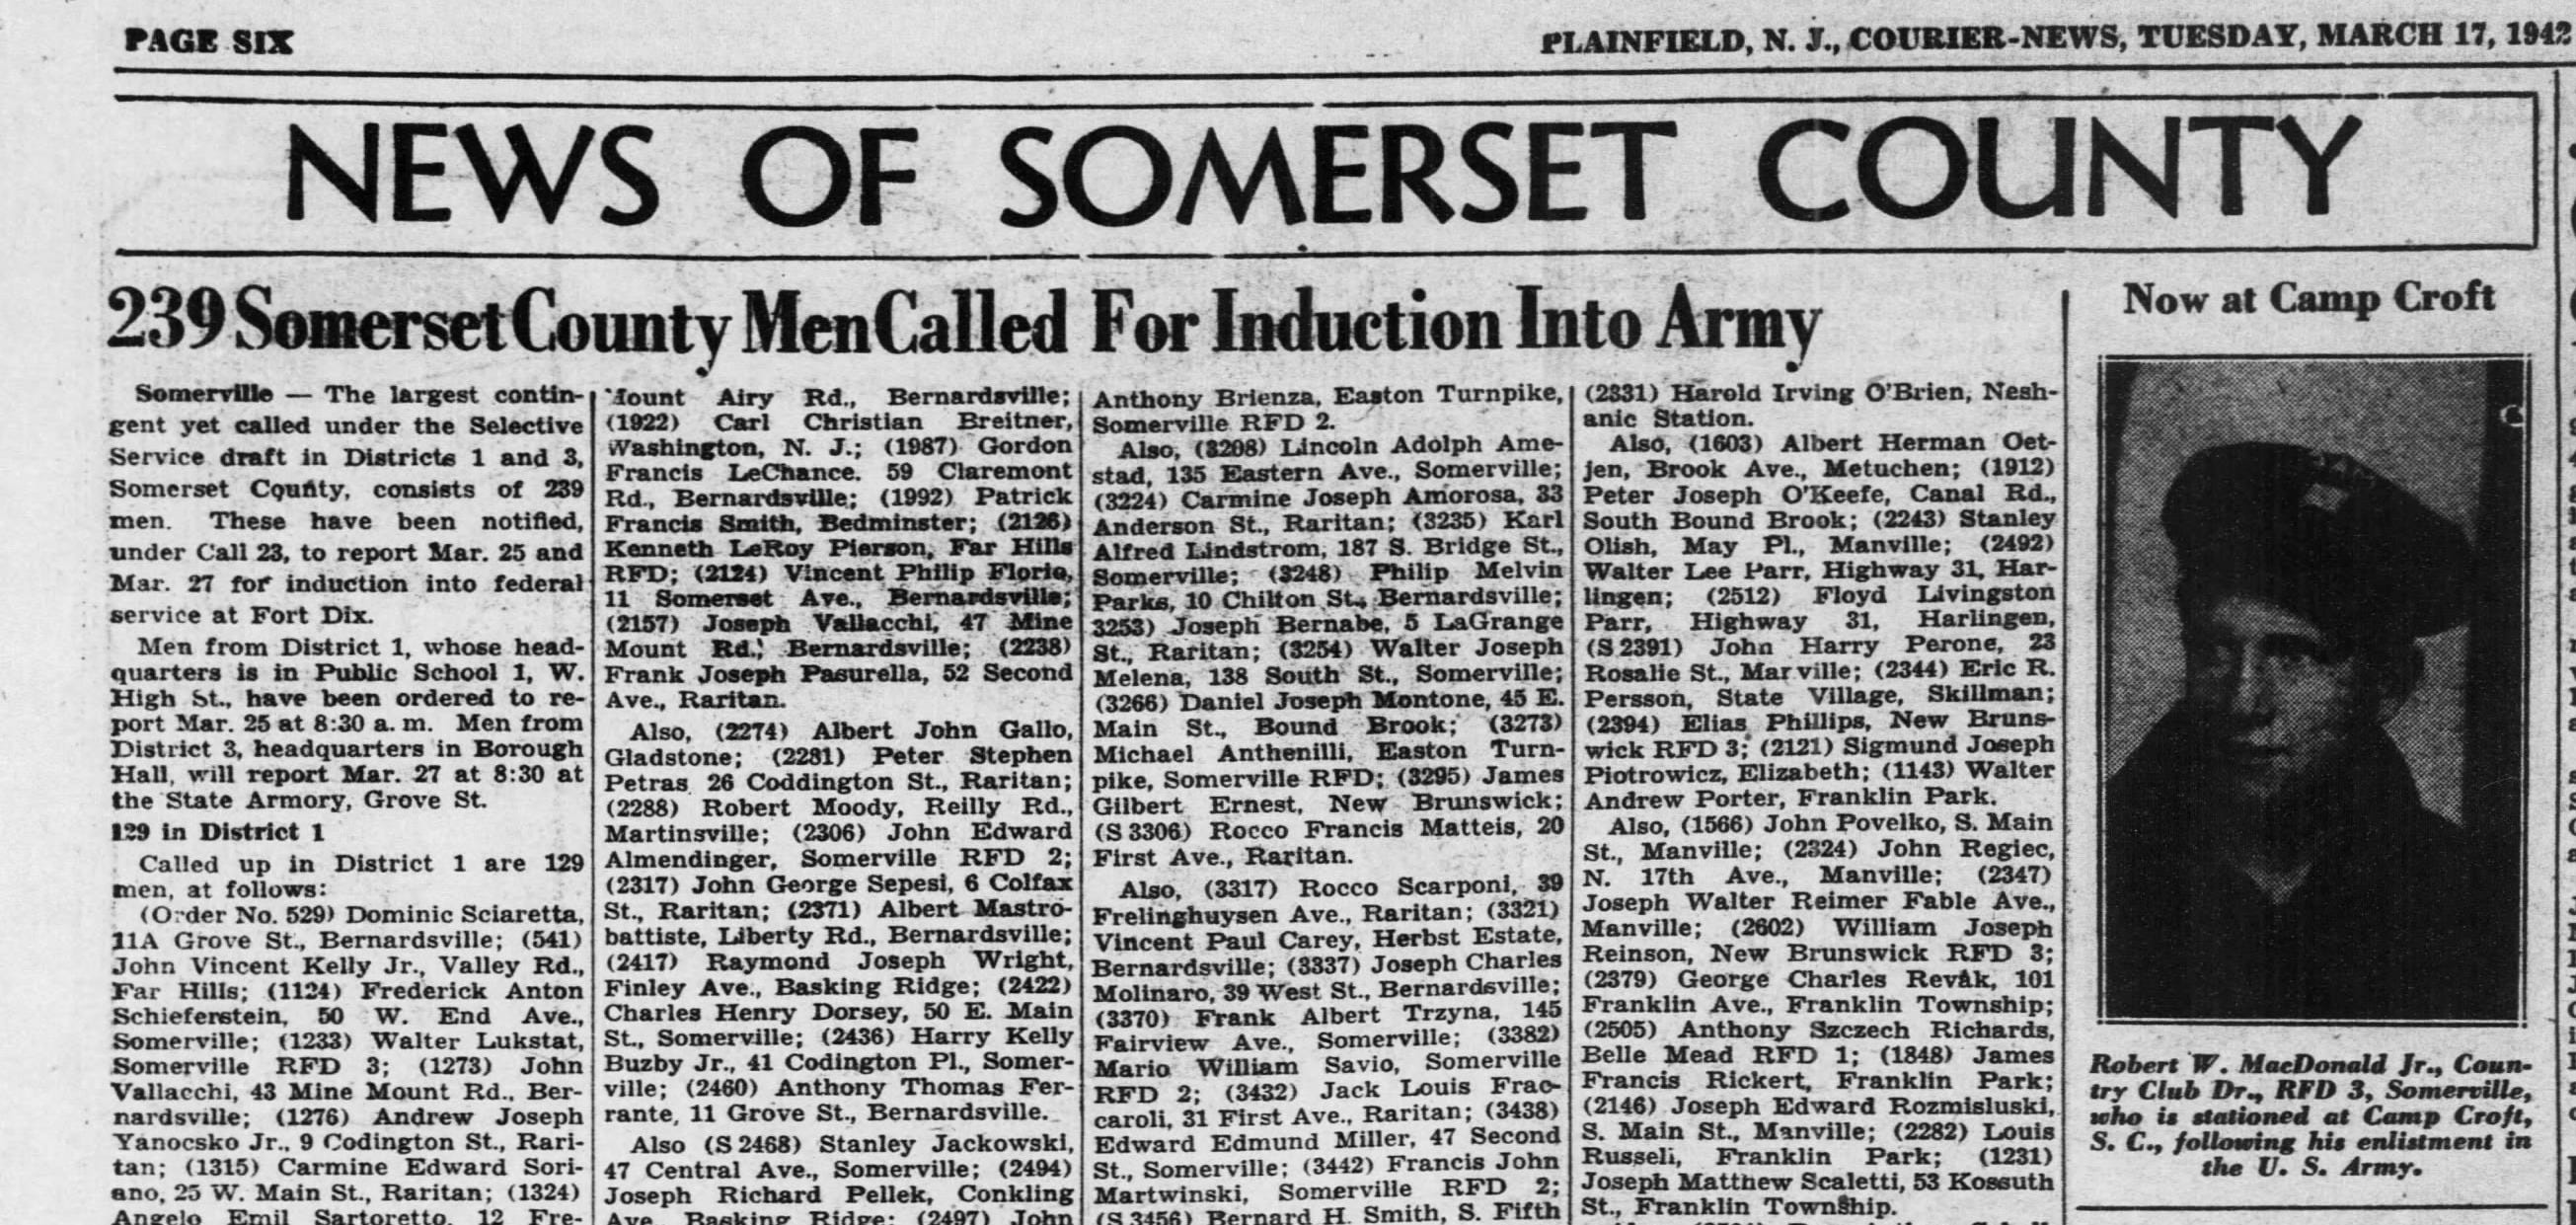 PAGE SIX
PLAINFIELD, N. J., COURIER-NEWS, TUESDAY, MARCH 17, 1942
NEWS OF SOMERSET COUNTY
239 Somerset County Men Called For Induction Into Army
Somerville — The largest contin-
gent yet called under the Selective
Service draft in Districts 1 and 3,
Somerset County, consists of 239
men. These have been notified,
under Call 23, to report Mar. 25 and
Mar. 27 for induction into federal
service at Fort Dix.
Men from District 1, whose head-
quarters is in Public School 1, W.
High St., have been ordered to re-
port Mar. 25 at 8:30 a. m. Men from
District 3, headquarters in Borough
Hall, will report Mar. 27 at 8:30 at
the State Armory, Grove St.
129 in District 1
Called up in District 1 are 129
men, at follows:
(Order No. 529) Dominic Sciaretta,
11A Grove St., Bernardsville; (541)
John Vincent Kelly Jr., Valley Rd.,
Far Hills; (1124) Frederick Anton
Schieferstein, 50 W. End Ave.,
Somerville; (1233) Walter Lukstat,
Somerville RFD 3; (1273) John
Vallacchi, 43 Mine Mount Rd., Ber-
nardsville; (1276) Andrew Joseph
Yanocsko Jr., 9 Codington St., Rari-
tan; (1315) Carmine Edward Sori-
ano, 25 W. Main St., Raritan; (1324)
Angelo Emil Sartoretto, 12 Fre-
Mount Airy Rd., Bernardsville;
(1922) Carl Christian Breitner,
Washington, N. J.; (1987) Gordon
Francis LeChance. 59 Claremont
Rd., Bernardsville; (1992) Patrick
Francis Smith, Bedminster; (2126)
Kenneth LeRoy Pierson, Far Hills
RFD; (2124) Vincent Philip Florio,
11 Somerset Ave., Bernardsville;
(2157) Joseph Vallacchi, 47 Mine
Mount Rd., Bernardsville; (2238)
Frank Joseph Pasurella, 52 Second
Ave., Raritan.
Also, (2274) Albert John Gallo,
Gladstone; (2281) Peter Stephen
Petras 26 Coddington St., Raritan;
(2288) Robert Moody, Reilly Rd.,
Martinsville; (2306) John Edward
Almendinger, Somerville RFD 2;
(2317) John George Sepesi, 6 Colfax
St., Raritan; (2371) Albert Mastro-
battiste, Liberty Rd., Bernardsville;
(2417) Raymond Joseph Wright,
Finley Ave., Basking Ridge; (2422)
Charles Henry Dorsey, 50 E. Main
St., Somerville; (2436) Harry Kelly
Buzby Jr., 41 Codington Pl., Somer-
ville; (2460) Anthony Thomas Fer-
rante, 11 Grove St., Bernardsville.
Also (S 2468) Stanley Jackowski,
47 Central Ave., Somerville; (2494)
Joseph Richard Pellek, Conkling
Ave., Basking Ridge; (2497) John
Anthony Brienza, Easton Turnpike,
Somerville RFD 2.
Also, (3208) Lincoln Adolph Ame-
stad, 135 Eastern Ave., Somerville;
(3224) Carmine Joseph Amorosa, 33
Anderson St., Raritan; (3235) Karl
Alfred Lindstrom, 187 S. Bridge St.,
Somerville; (3248) Philip Melvin
Parks, 10 Chilton St., Bernardsville;
3253) Joseph Bernabe, 5 LaGrange
St., Raritan; (3254) Walter Joseph
Melena, 138 South St., Somerville;
(3266) Daniel Joseph Montone, 45 E.
Main St., Bound Brook; (3273)
Michael Anthenilli, Easton Turn-
pike, Somerville RFD; (3295) James
Gilbert Ernest, New Brunswick;
(S 3306) Rocco Francis Matteis, 20
First Ave., Raritan.
Also, (3317) Rocco Scarponi, 39
Frelinghuysen Ave., Raritan; (3321)
Vincent Paul Carey, Herbst Estate,
Bernardsville; (3337) Joseph Charles
Molinaro, 39 West St., Bernardsville;
(3370) Frank Albert Trzyna, 145
Fairview Ave., Somerville; (3382)
Mario William Savio, Somerville
RFD 2; (3432) Jack Louis Frac-
caroli, 31 First Ave., Raritan; (3438)
Edward Edmund Miller, 47 Second
St., Somerville; (3442) Francis John
Martwinski, Somerville RFD 2;
(S 3456) Bernard H. Smith, S. Fifth
(2331) Harold Irving O'Brien, Nesh-
anic Station.
Also, (1603) Albert Herman Oet-
jen, Brook Ave., Metuchen; (1912)
Peter Joseph O'Keefe, Canal Rd.,
South Bound Brook; (2243) Stanley
Olish, May Pl., Manville; (2492)
Walter Lee Parr, Highway 31, Har-
lingen; (2512) Floyd Livingston
Parr, Highway 31, Harlingen,
(S 2391) John Harry Perone, 23
Rosalie St., Manville; (2344) Eric R.
Persson, State Village, Skillman;
(2394) Elias Phillips, New Bruns-
wick RFD 3; (2121) Sigmund Joseph
Piotrowicz, Elizabeth; (1143) Walter
Andrew Porter, Franklin Park.
Also, (1566) John Povelko, S. Main
St., Manville; (2324) John Regiec,
N. 17th Ave., Manville; (2347)
Joseph Walter Reimer Fable Ave.,
Manville; (2602) William Joseph
Reinson, New Brunswick RFD 3;
(2379) George Charles Revak, 101
Franklin Ave., Franklin Township;
(2505) Anthony Szczech Richards,
Belle Mead RFD 1; (1848) James
Francis Rickert, Franklin Park;
(2146) Joseph Edward Rozmisluski,
S. Main St., Manville; (2282) Louis
Russell, Franklin Park; (1231)
Joseph Matthew Scaletti, 53 Kossuth
St., Franklin Township.
Now at Camp Croft
Robert W. MacDonald Jr., Coun-
try Club Dr., RFD 3, Somerville,
who is stationed at Camp Croft,
S. C., following his enlistment in
the U. S. Army.